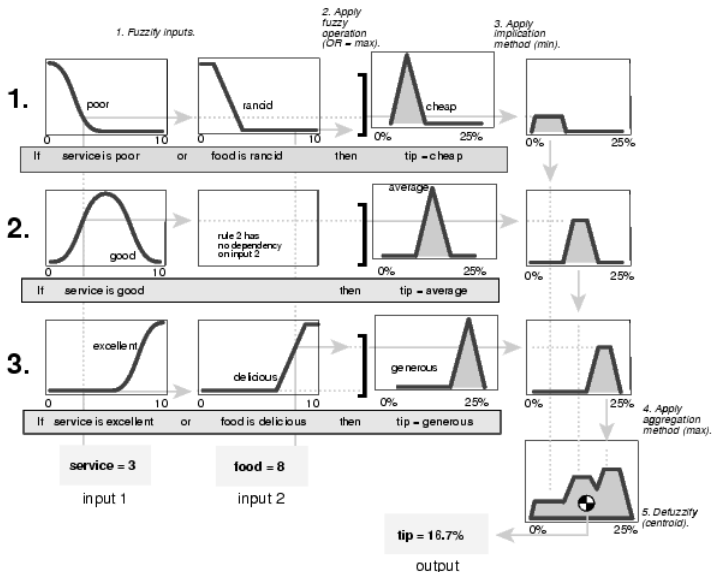 1. Fuzzify inputs.
2. Apply
fuzzy
operation
(OR = max).
3. Apply
implication
method (min).
1.
poor
rancid
cheap
0 10
0 10
0% 25%
0% 25%
If service is poor or food is rancid then tip = cheap
2.
good
rule 2 has
no dependency
on input 2
average
0 10
0% 25%
0% 25%
If service is good then tip = average
3.
excellent
delicious
generous
0 10
0 10
0% 25%
0% 25%
If service is excellent or food is delicious then tip = generous
4. Apply
aggregation
method (max).
service = 3
input 1
food = 8
input 2
0% 25%
5. Defuzzify
(centroid).
tip = 16.7%
output